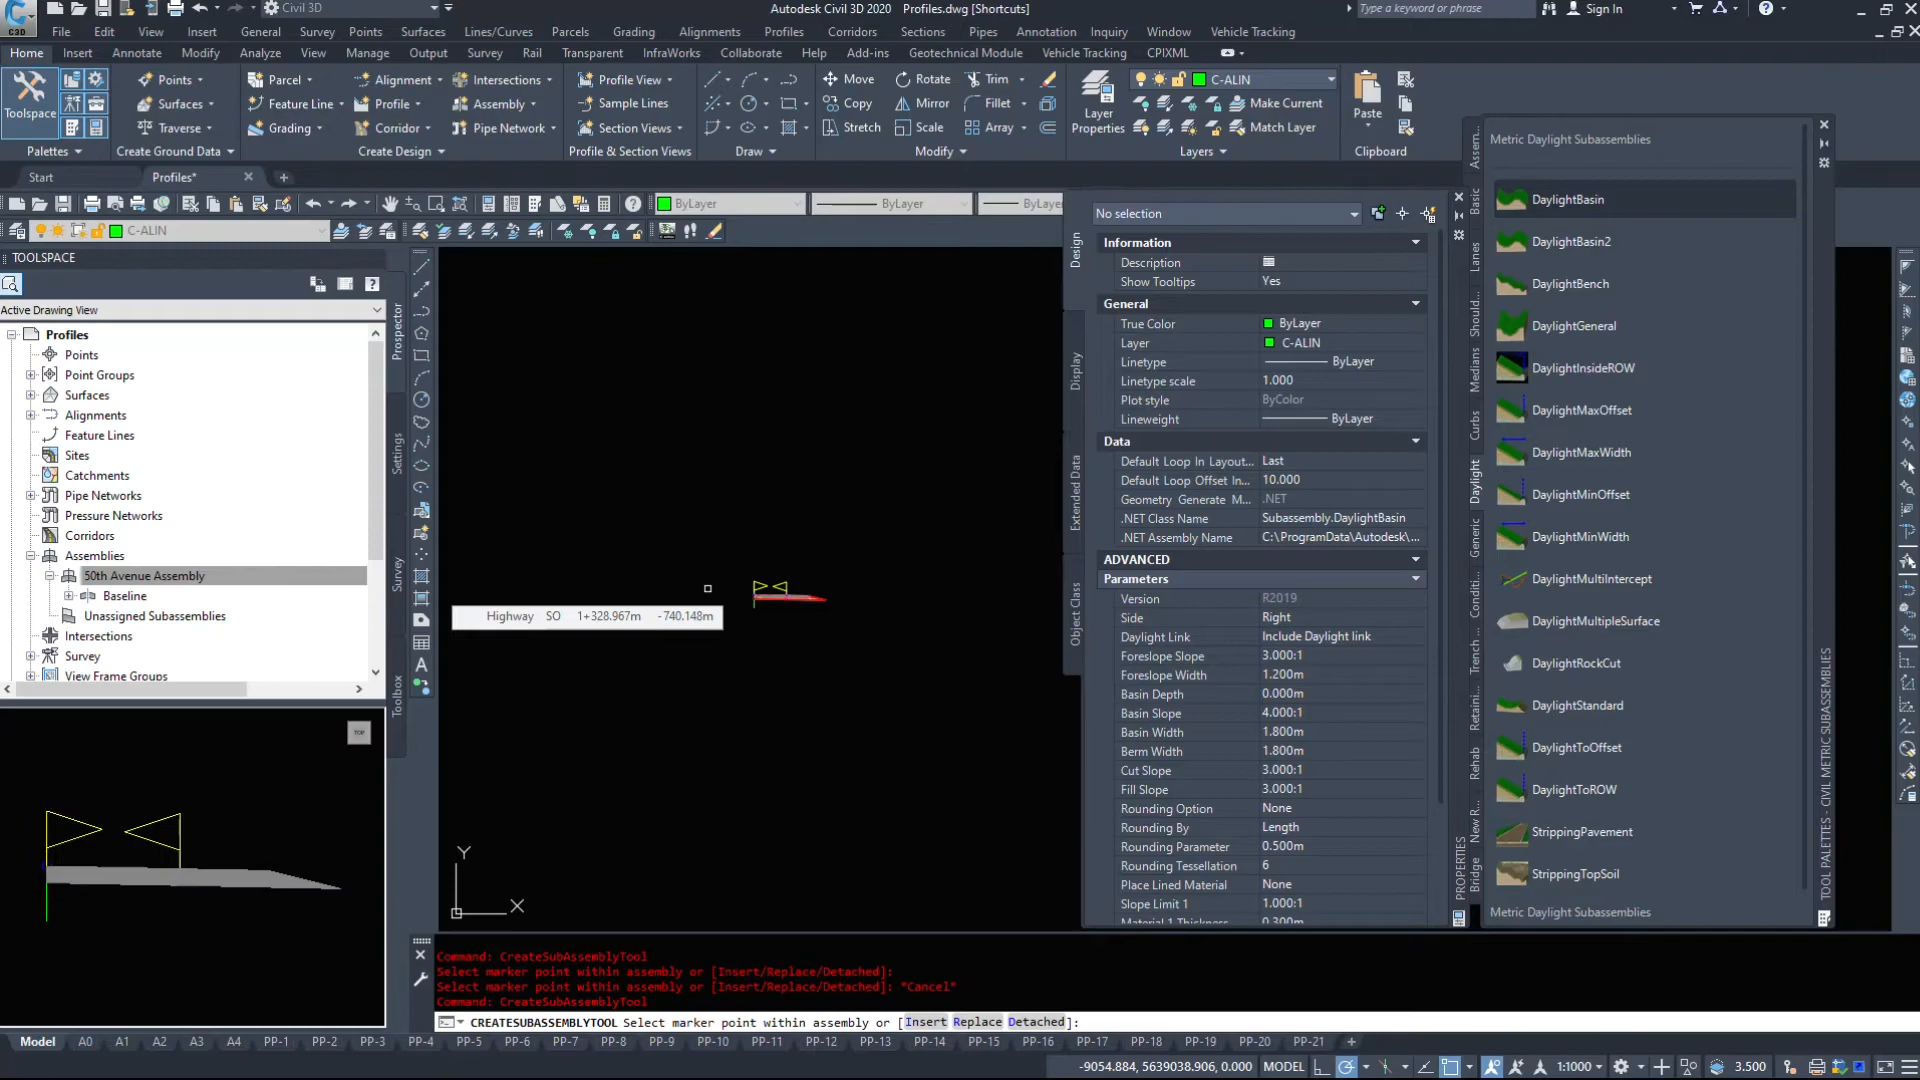 C3D
Civil 3D
Autodesk Civil 3D 2020
Profiles.dwg [Shortcuts]
Type a keyword or phrase
Sign In
File
Edit
View
Insert
General
Survey
Points
Surfaces
Lines/Curves
Parcels
Grading
Alignments
Profiles
Corridors
Sections
Pipes
Annotation
Inquiry
Window
Vehicle Tracking
Home
Insert
Annotate
Modify
Analyze
View
Manage
Output
Survey
Rail
Transparent
InfraWorks
Collaborate
Help
Add-ins
Geotechnical Module
Vehicle Tracking
CPIXML
Toolspace
Palettes
Points
Surfaces
Traverse
Create Ground Data
Parcel
Feature Line
Grading
Alignment
Profile
Corridor
Intersections
Assembly
Pipe Network
Create Design
Profile View
Sample Lines
Section Views
Profile & Section Views
Draw
Move
Copy
Stretch
Rotate
Mirror
Scale
Trim
Fillet
Array
Modify
Layer
Properties
C-ALIN
Make Current
Match Layer
Layers
Paste
Clipboard
Start
Profiles*
ByLayer
ByLayer
ByLayer
C-ALIN
TOOLSPACE
Active Drawing View
Profiles
Points
Point Groups
Surfaces
Alignments
Feature Lines
Sites
Catchments
Pipe Networks
Pressure Networks
Corridors
Assemblies
50th Avenue Assembly
Baseline
Unassigned Subassemblies
Intersections
Survey
View Frame Groups
Prospector
Settings
Survey
Toolbox
TOP
Highway SO 1+328.967m -740.148m
Y
X
No selection
Design
Display
Extended Data
Object Class
Information
Description
Show Tooltips Yes
General
True Color ByLayer
Layer C-ALIN
Linetype ByLayer
Linetype scale 1.000
Plot style ByColor
Lineweight ByLayer
Data
Default Loop In Layout... Last
Default Loop Offset In... 10.000
Geometry Generate M... .NET
.NET Class Name Subassembly.DaylightBasin
.NET Assembly Name C:\ProgramData\Autodesk\...
ADVANCED
Parameters
Version R2019
Side Right
Daylight Link Include Daylight link
Foreslope Slope 3.000:1
Foreslope Width 1.200m
Basin Depth 0.000m
Basin Slope 4.000:1
Basin Width 1.800m
Berm Width 1.800m
Cut Slope 3.000:1
Fill Slope 3.000:1
Rounding Option None
Rounding By Length
Rounding Parameter 0.500m
Rounding Tessellation 6
Place Lined Material None
Slope Limit 1 1.000:1
Material 1 Thickness 0.300m
PROPERTIES
Assem...
Basic
Lanes
Should...
Medians
Curbs
Daylight
Generic
Conditi...
Trench ...
Retaini...
Rehab
New R...
Bridge
Metric Daylight Subassemblies
DaylightBasin
DaylightBasin2
DaylightBench
DaylightGeneral
DaylightInsideROW
DaylightMaxOffset
DaylightMaxWidth
DaylightMinOffset
DaylightMinWidth
DaylightMultiIntercept
DaylightMultipleSurface
DaylightRockCut
DaylightStandard
DaylightToOffset
DaylightToROW
StrippingPavement
StrippingTopSoil
Metric Daylight Subassemblies
TOOL PALETTES - CIVIL METRIC SUBASSEMBLIES
Command: CreateSubAssemblyTool
Select marker point within assembly or [Insert/Replace/Detached]:
Select marker point within assembly or [Insert/Replace/Detached]: *Cancel*
Command: CreateSubAssemblyTool
CREATESUBASSEMBLYTOOL Select marker point within assembly or [Insert Replace Detached]:
Model
A0
A1
A2
A3
A4
PP-1
PP-2
PP-3
PP-4
PP-5
PP-6
PP-7
PP-8
PP-9
PP-10
PP-11
PP-12
PP-13
PP-14
PP-15
PP-16
PP-17
PP-18
PP-19
PP-20
PP-21
-9054.884, 5639038.906, 0.000
MODEL
1:1000
3.500